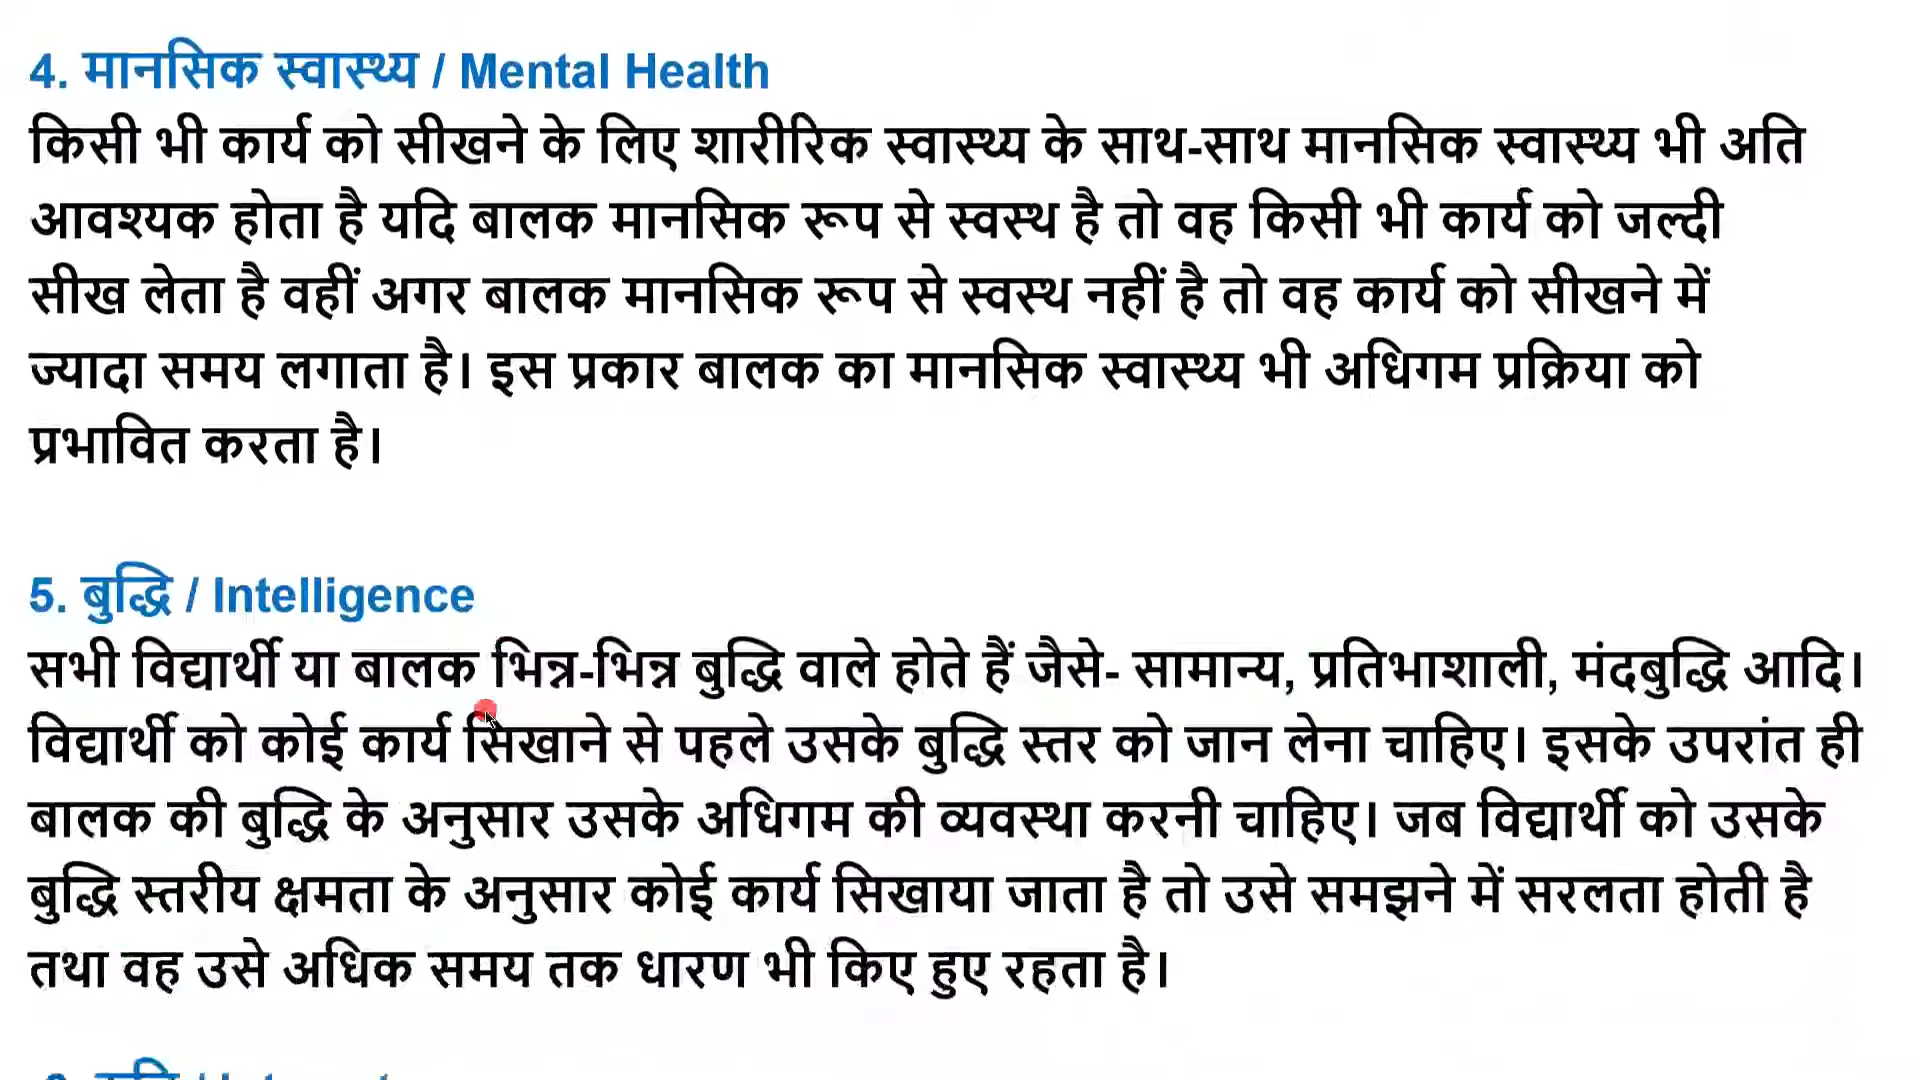 4. मानसिक स्वास्थ्य / Mental Health
किसी भी कार्य को सीखने के लिए शारीरिक स्वास्थ्य के साथ-साथ मानसिक स्वास्थ्य भी अति
आवश्यक होता है यदि बालक मानसिक रूप से स्वस्थ है तो वह किसी भी कार्य को जल्दी
सीख लेता है वहीं अगर बालक मानसिक रूप से स्वस्थ नहीं है तो वह कार्य को सीखने में
ज्यादा समय लगाता है। इस प्रकार बालक का मानसिक स्वास्थ्य भी अधिगम प्रक्रिया को
प्रभावित करता है।
5. बुद्धि / Intelligence
सभी विद्यार्थी या बालक भिन्न-भिन्न बुद्धि वाले होते हैं जैसे- सामान्य, प्रतिभाशाली, मंदबुद्धि आदि।
विद्यार्थी को कोई कार्य सिखाने से पहले उसके बुद्धि स्तर को जान लेना चाहिए। इसके उपरांत ही
बालक की बुद्धि के अनुसार उसके अधिगम की व्यवस्था करनी चाहिए। जब विद्यार्थी को उसके
बुद्धि स्तरीय क्षमता के अनुसार कोई कार्य सिखाया जाता है तो उसे समझने में सरलता होती है
तथा वह उसे अधिक समय तक धारण भी किए हुए रहता है।